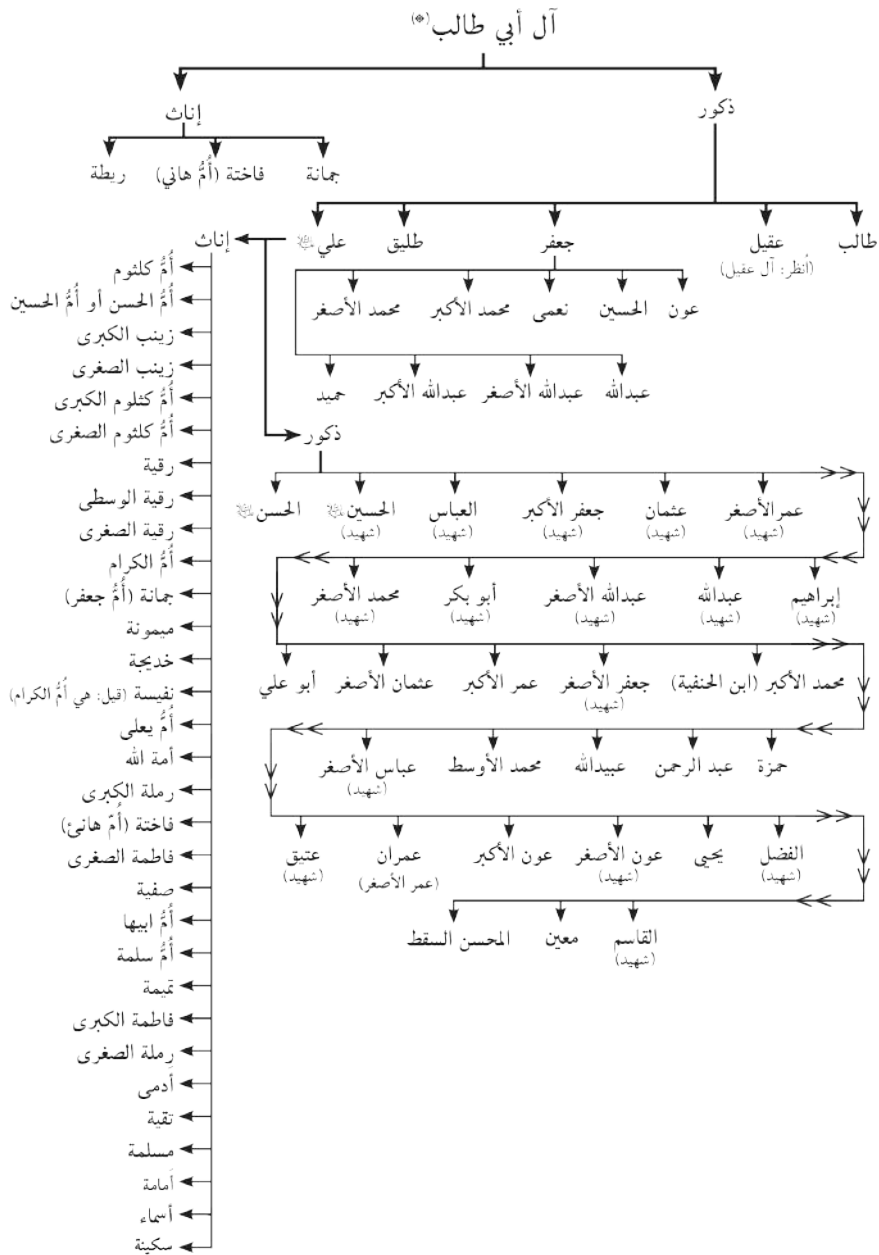 آل أبي طالب(*)
ذكور
إناث
جمانة
فاختة (أُمُّ هاني)
ريطة
طالب
عقيل
(أنظر: آل عقيل)
جعفر
طليق
علي
إناث
عون
الحسين
نعمى
محمد الأكبر
محمد الأصغر
عبدالله
عبدالله الأصغر
عبدالله الأكبر
حميد
ذكور
عمرالأصغر
(شهيد)
عثمان
(شهيد)
جعفر الأكبر
(شهيد)
العباس
(شهيد)
الحسين
(شهيد)
الحسن
إبراهيم
(شهيد)
عبدالله
(شهيد)
عبدالله الأصغر
(شهيد)
أبو بكر
(شهيد)
محمد الأصغر
(شهيد)
محمد الأكبر (ابن الحنفية)
جعفر الأصغر
(شهيد)
عمر الأكبر
عثمان الأصغر
أبو علي
حمزة
عبد الرحمن
عبيدالله
محمد الأوسط
عباس الأصغر
(شهيد)
الفضل
(شهيد)
يحيى
عون الأصغر
(شهيد)
عون الأكبر
عمران
(عمر الأصغر)
عتيق
(شهيد)
القاسم
(شهيد)
معين
المحسن السقط
أُمُّ كلثوم
أُمُّ الحسن أو أُمُّ الحسين
زينب الكبرى
زينب الصغرى
أُمُّ كثلوم الكبرى
أُمُّ كلثوم الصغرى
رقية
رقية الوسطى
رقية الصغرى
أُمُّ الكرام
جمانة (أُمُّ جعفر)
ميمونة
خديجة
نفيسة (قيل: هي أُمُّ الكرام)
أُمُّ يعلى
أمة الله
رملة الكبرى
فاختة (أُمّ هانئ)
فاطمة الصغرى
صفية
أُمُّ ابيها
أُمُّ سلمة
تميمة
فاطمة الكبرى
رملة الصغرى
أدمى
تقية
مسلمة
أمامة
أسماء
سكينة